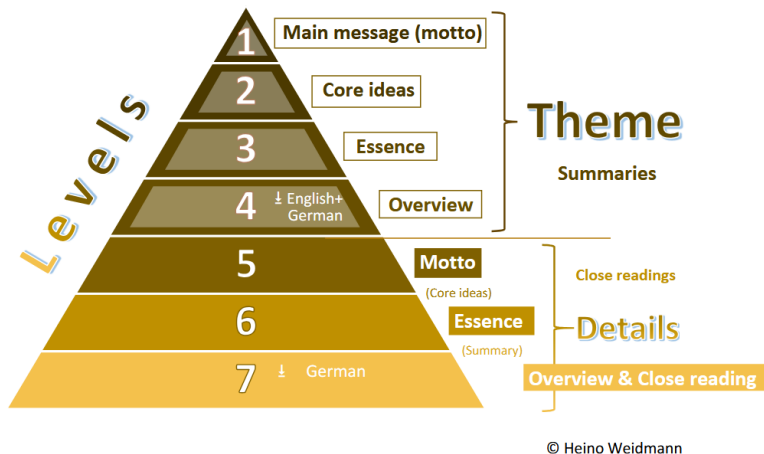 Levels
1
Main message (motto)
2
Core ideas
3
Essence
4
English+
German
Overview
Theme
Summaries
5
Motto
(Core ideas)
Close readings
6
Essence
(Summary)
Details
7
German
Overview & Close reading
© Heino Weidmann